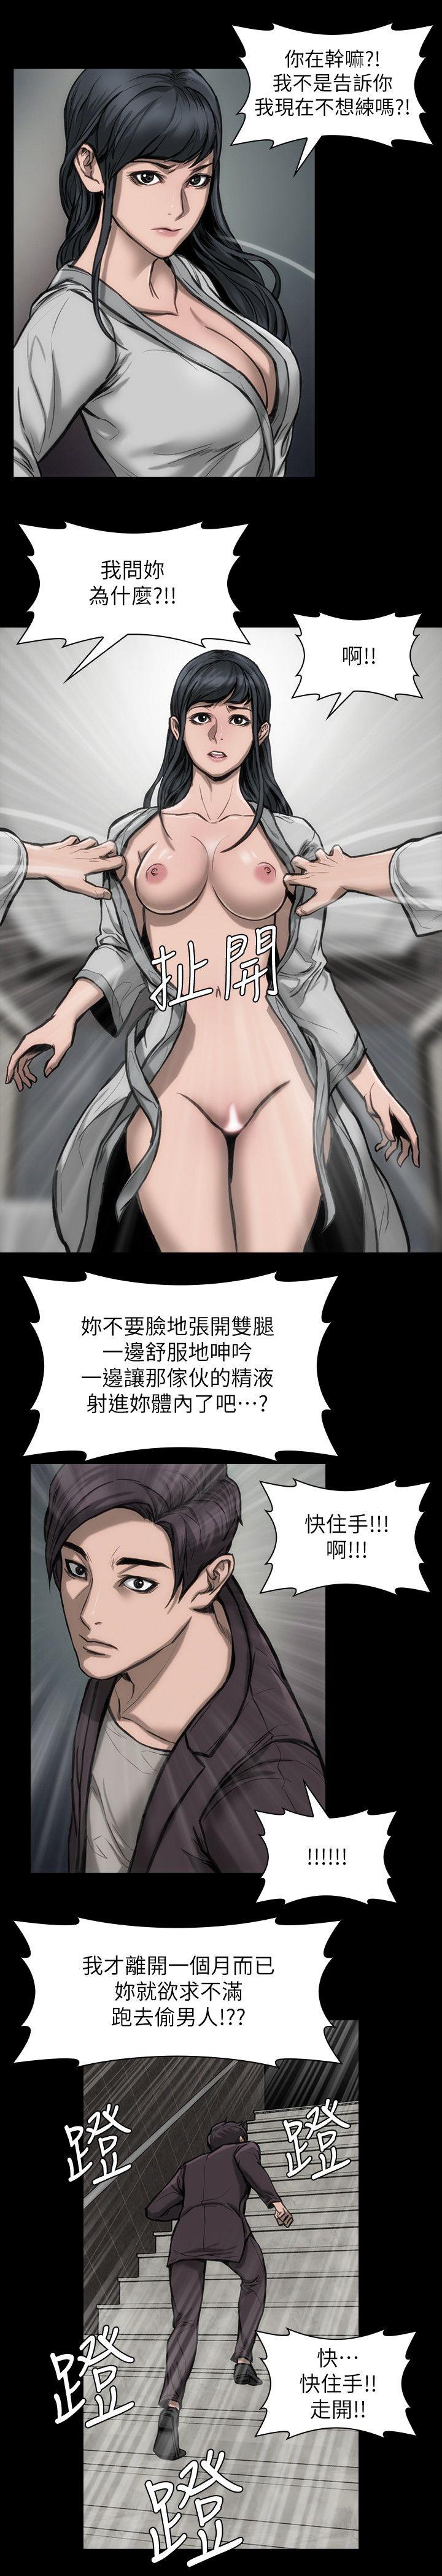 你在幹嘛?!
我不是告訴你
我現在不想練嗎?!
我問妳
為什麼?!!
啊!!
扯開
妳不要臉地張開雙腿
一邊舒服地呻吟
一邊讓那傢伙的精液
射進妳體內了吧…?
快住手!!!
啊!!!
!!!!!!
我才離開一個月而已
妳就欲求不滿
跑去偷男人!??
蹬
蹬
蹬
快…
快住手!!
走開!!
蹬